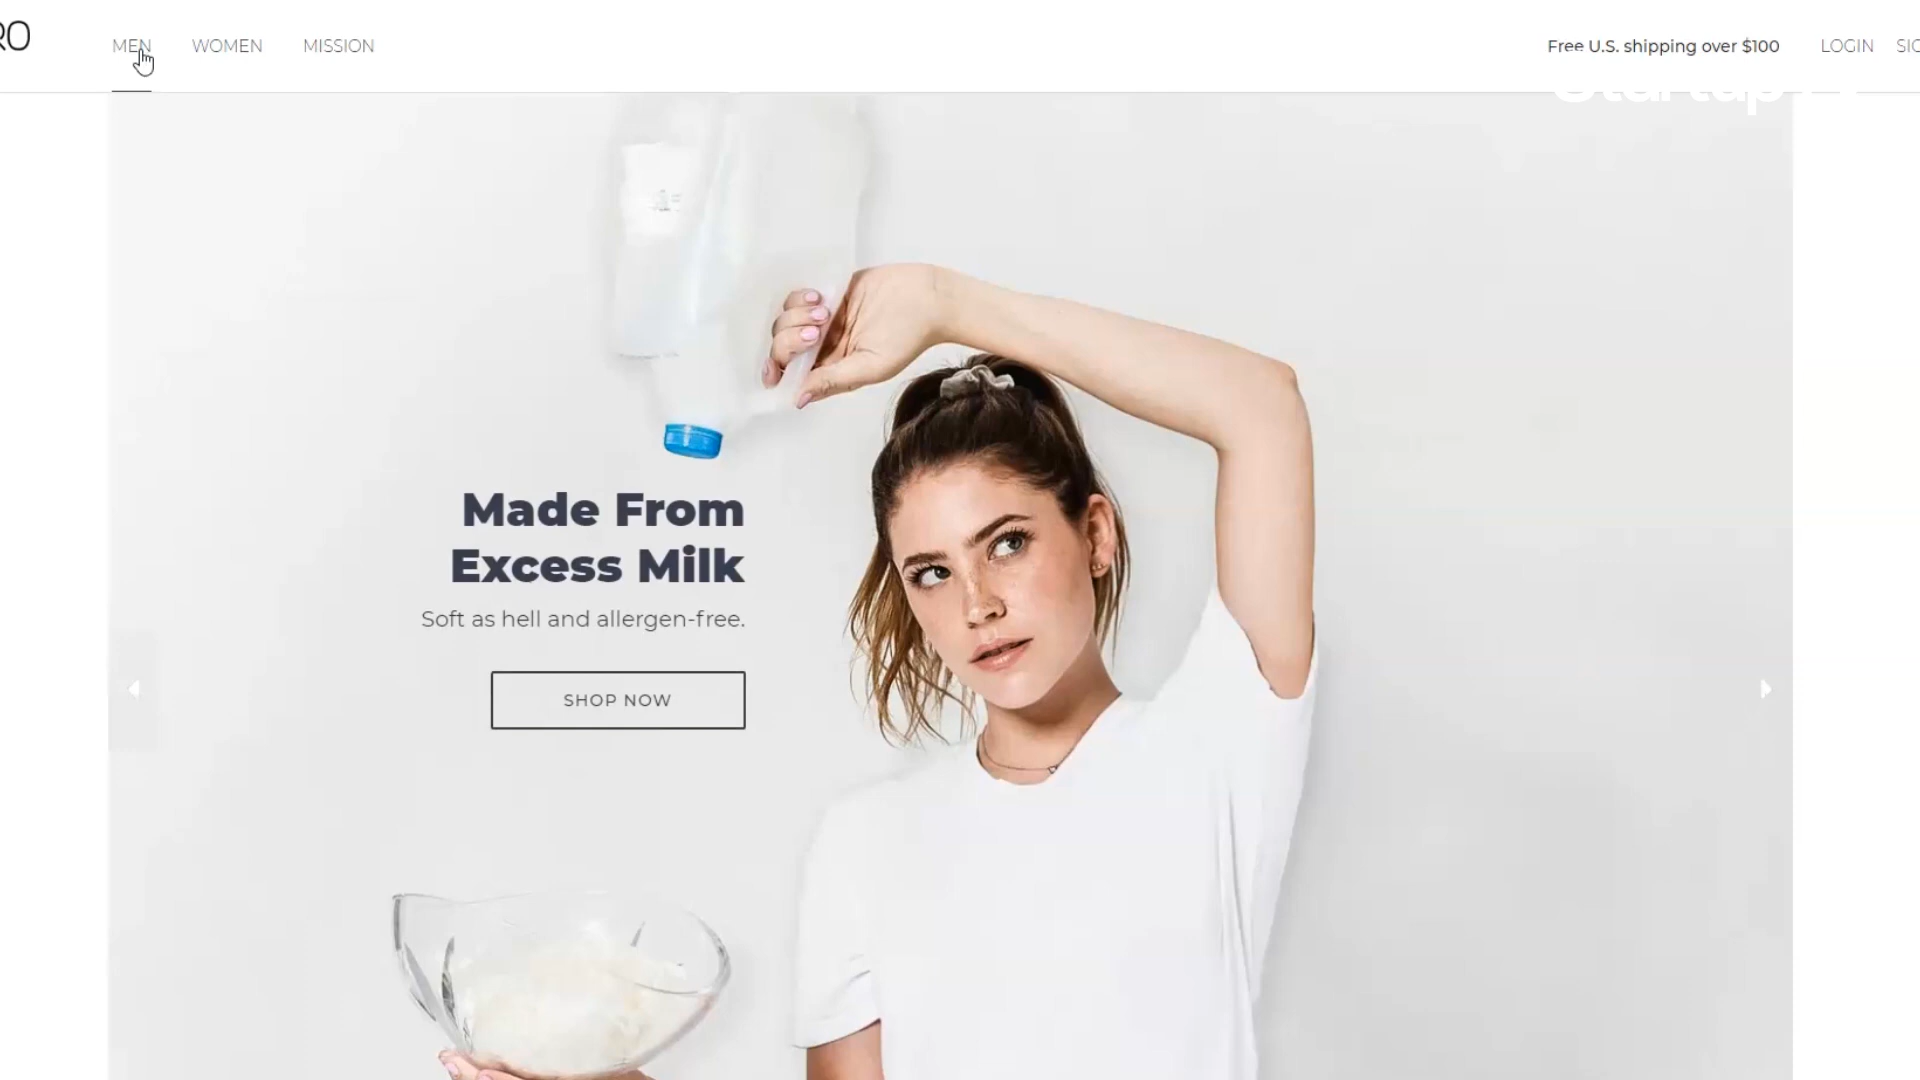 RO
MEN
WOMEN
MISSION
Free U.S. shipping over $100
LOGIN
Made From
Excess Milk
Soft as hell and allergen-free.
SHOP NOW